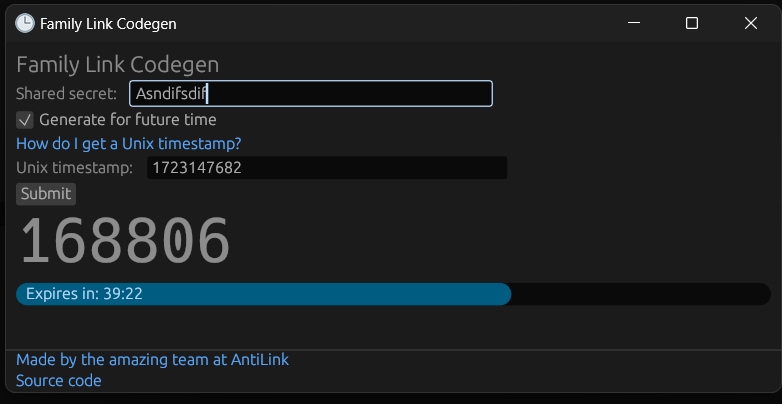 Family Link Codegen
Family Link Codegen
Shared secret: Asndifsdif
Generate for future time
How do I get a Unix timestamp?
Unix timestamp: 1723147682
Submit
168806
Expires in: 39:22
Made by the amazing team at AntiLink
Source code